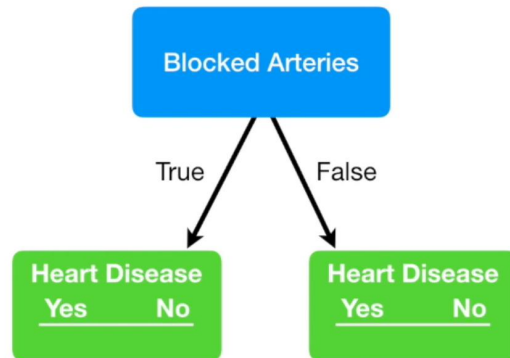 Blocked Arteries
True
False
Heart Disease
Yes No
Heart Disease
Yes No